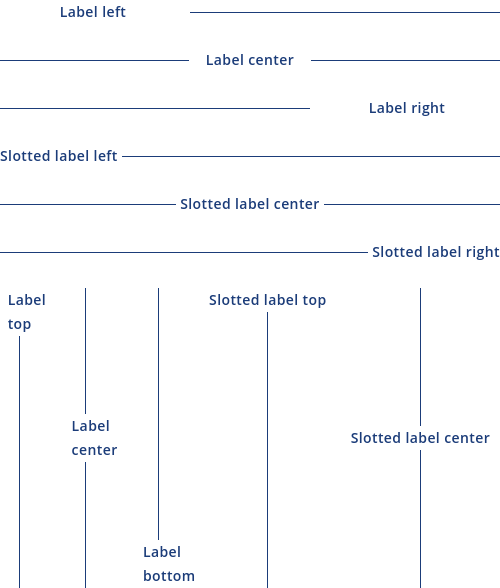 Label left
Label center
Label right
Slotted label left
Slotted label center
Slotted label right
Label
top
Label
center
Label
bottom
Slotted label top
Slotted label center